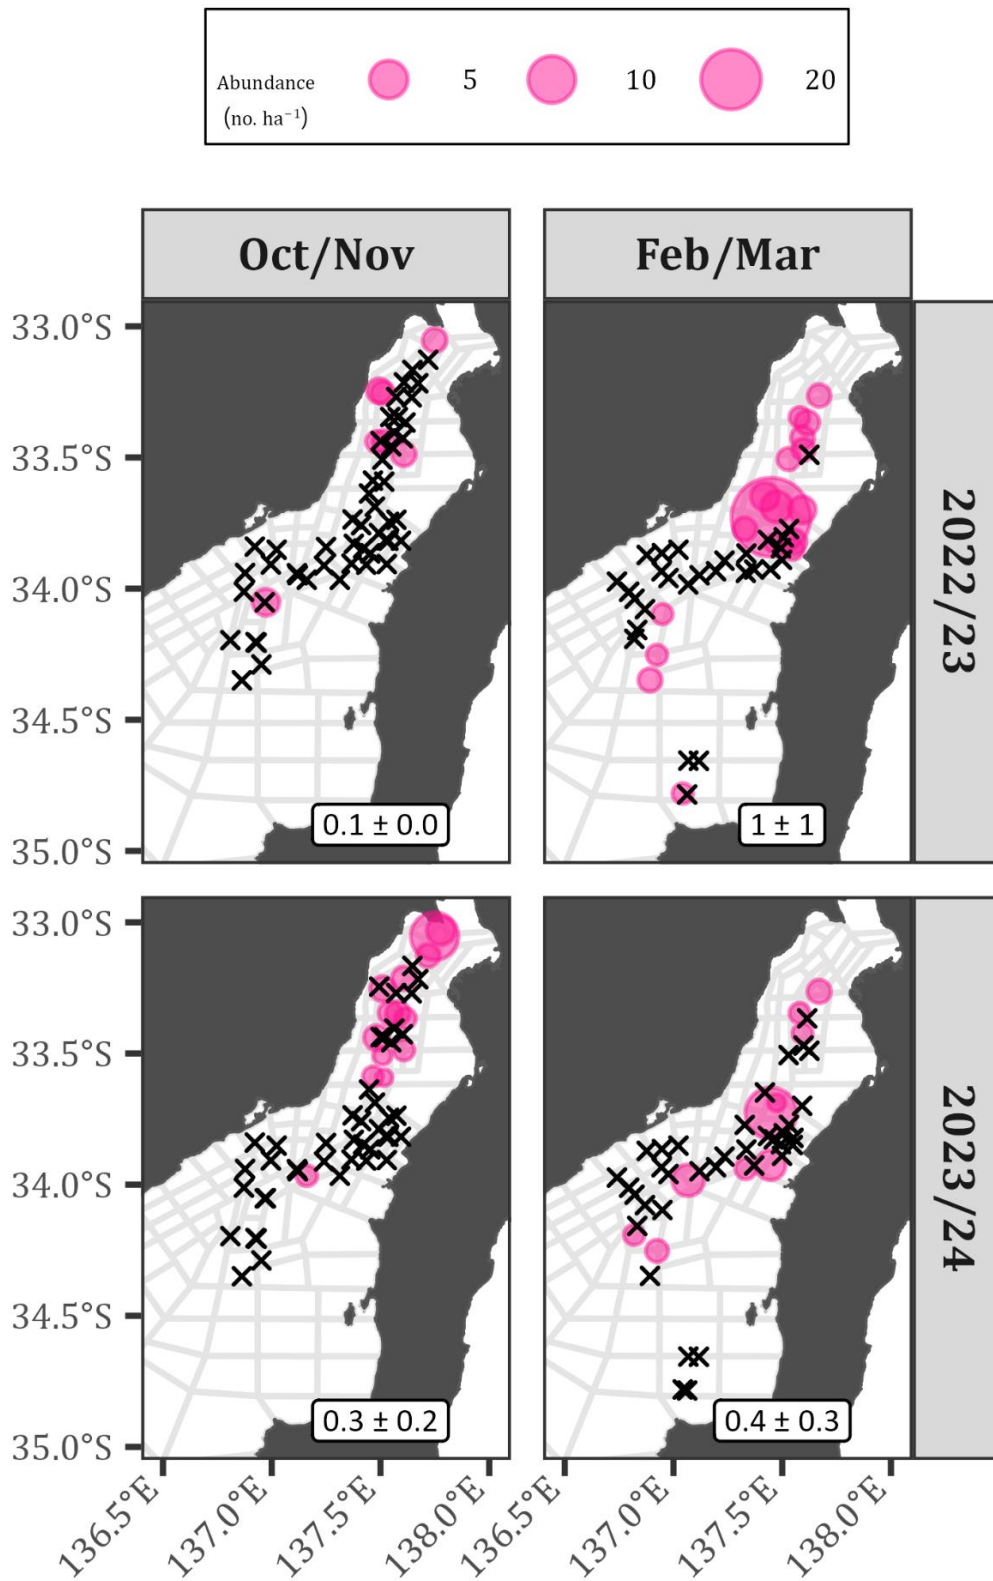 Abundance
(no. ha⁻¹)
5
10
20
Oct/Nov
Feb/Mar
33.0°S
33.5°S
34.0°S
34.5°S
35.0°S
0.1 ± 0.0
1 ± 1
2022/23
33.0°S
33.5°S
34.0°S
34.5°S
35.0°S
0.3 ± 0.2
0.4 ± 0.3
2023/24
136.5°E
137.0°E
137.5°E
138.0°E
136.5°E
137.0°E
137.5°E
138.0°E